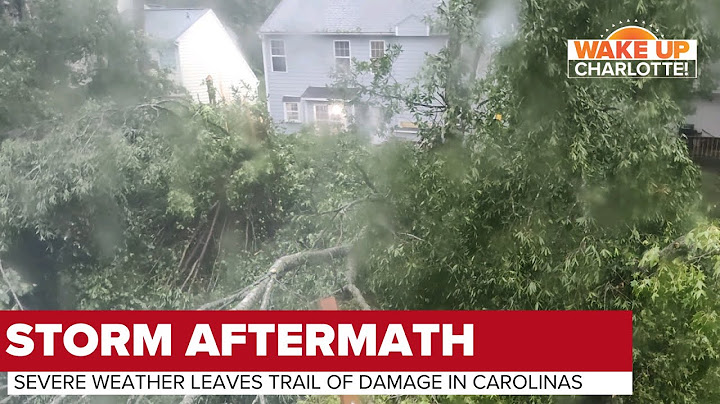 WAKE UP
CHARLOTTE!
STORM AFTERMATH
SEVERE WEATHER LEAVES TRAIL OF DAMAGE IN CAROLINAS